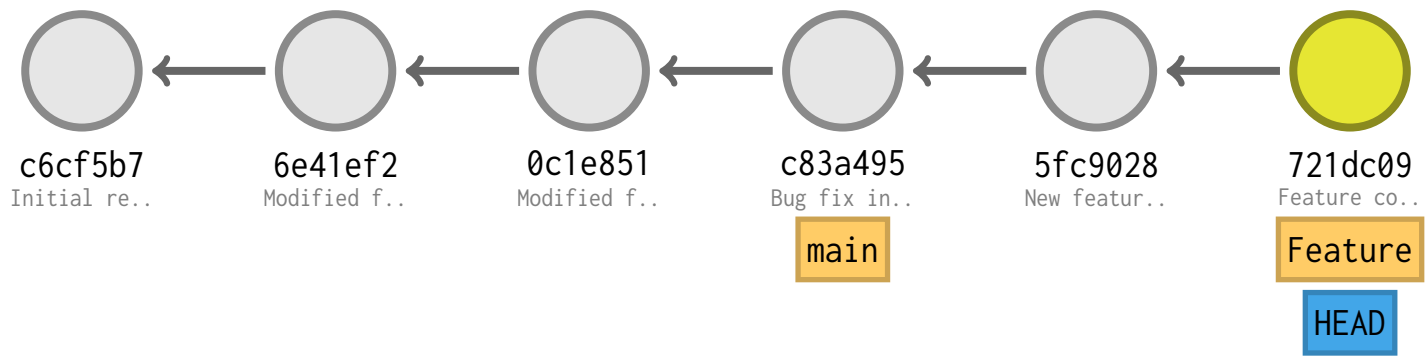 c6cf5b7 6e41ef2 0c1e851 c83a495 5fc9028 721dc09
Initial re.. Modified f.. Modified f.. Bug fix in.. New featur.. Feature co..
main Feature
HEAD